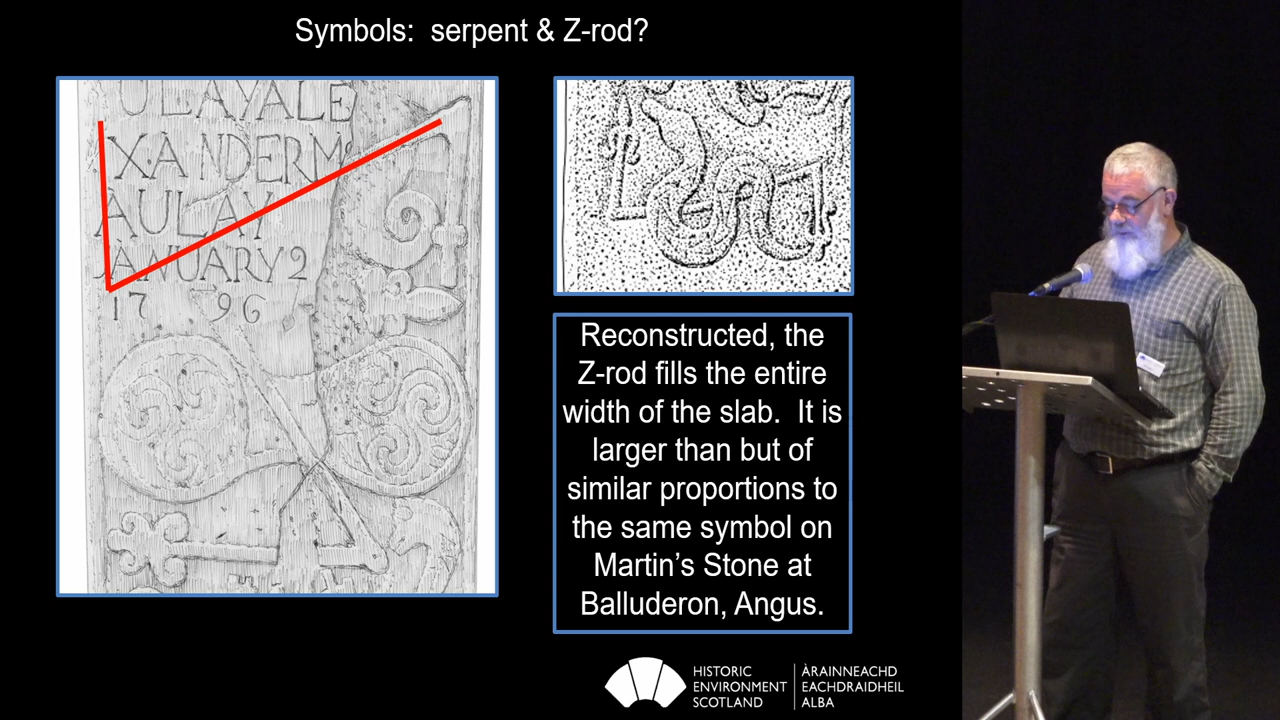 Symbols: serpent & Z-rod?
ULAYALE
XANDERM
AULAY
JANUARY 2
17 96
Reconstructed, the
Z-rod fills the entire
width of the slab. It is
larger than but of
similar proportions to
the same symbol on
Martin's Stone at
Balluderon, Angus.
HISTORIC
ENVIRONMENT
SCOTLAND
ÀRAINNEACHD
EACHDRAIDHEIL
ALBA